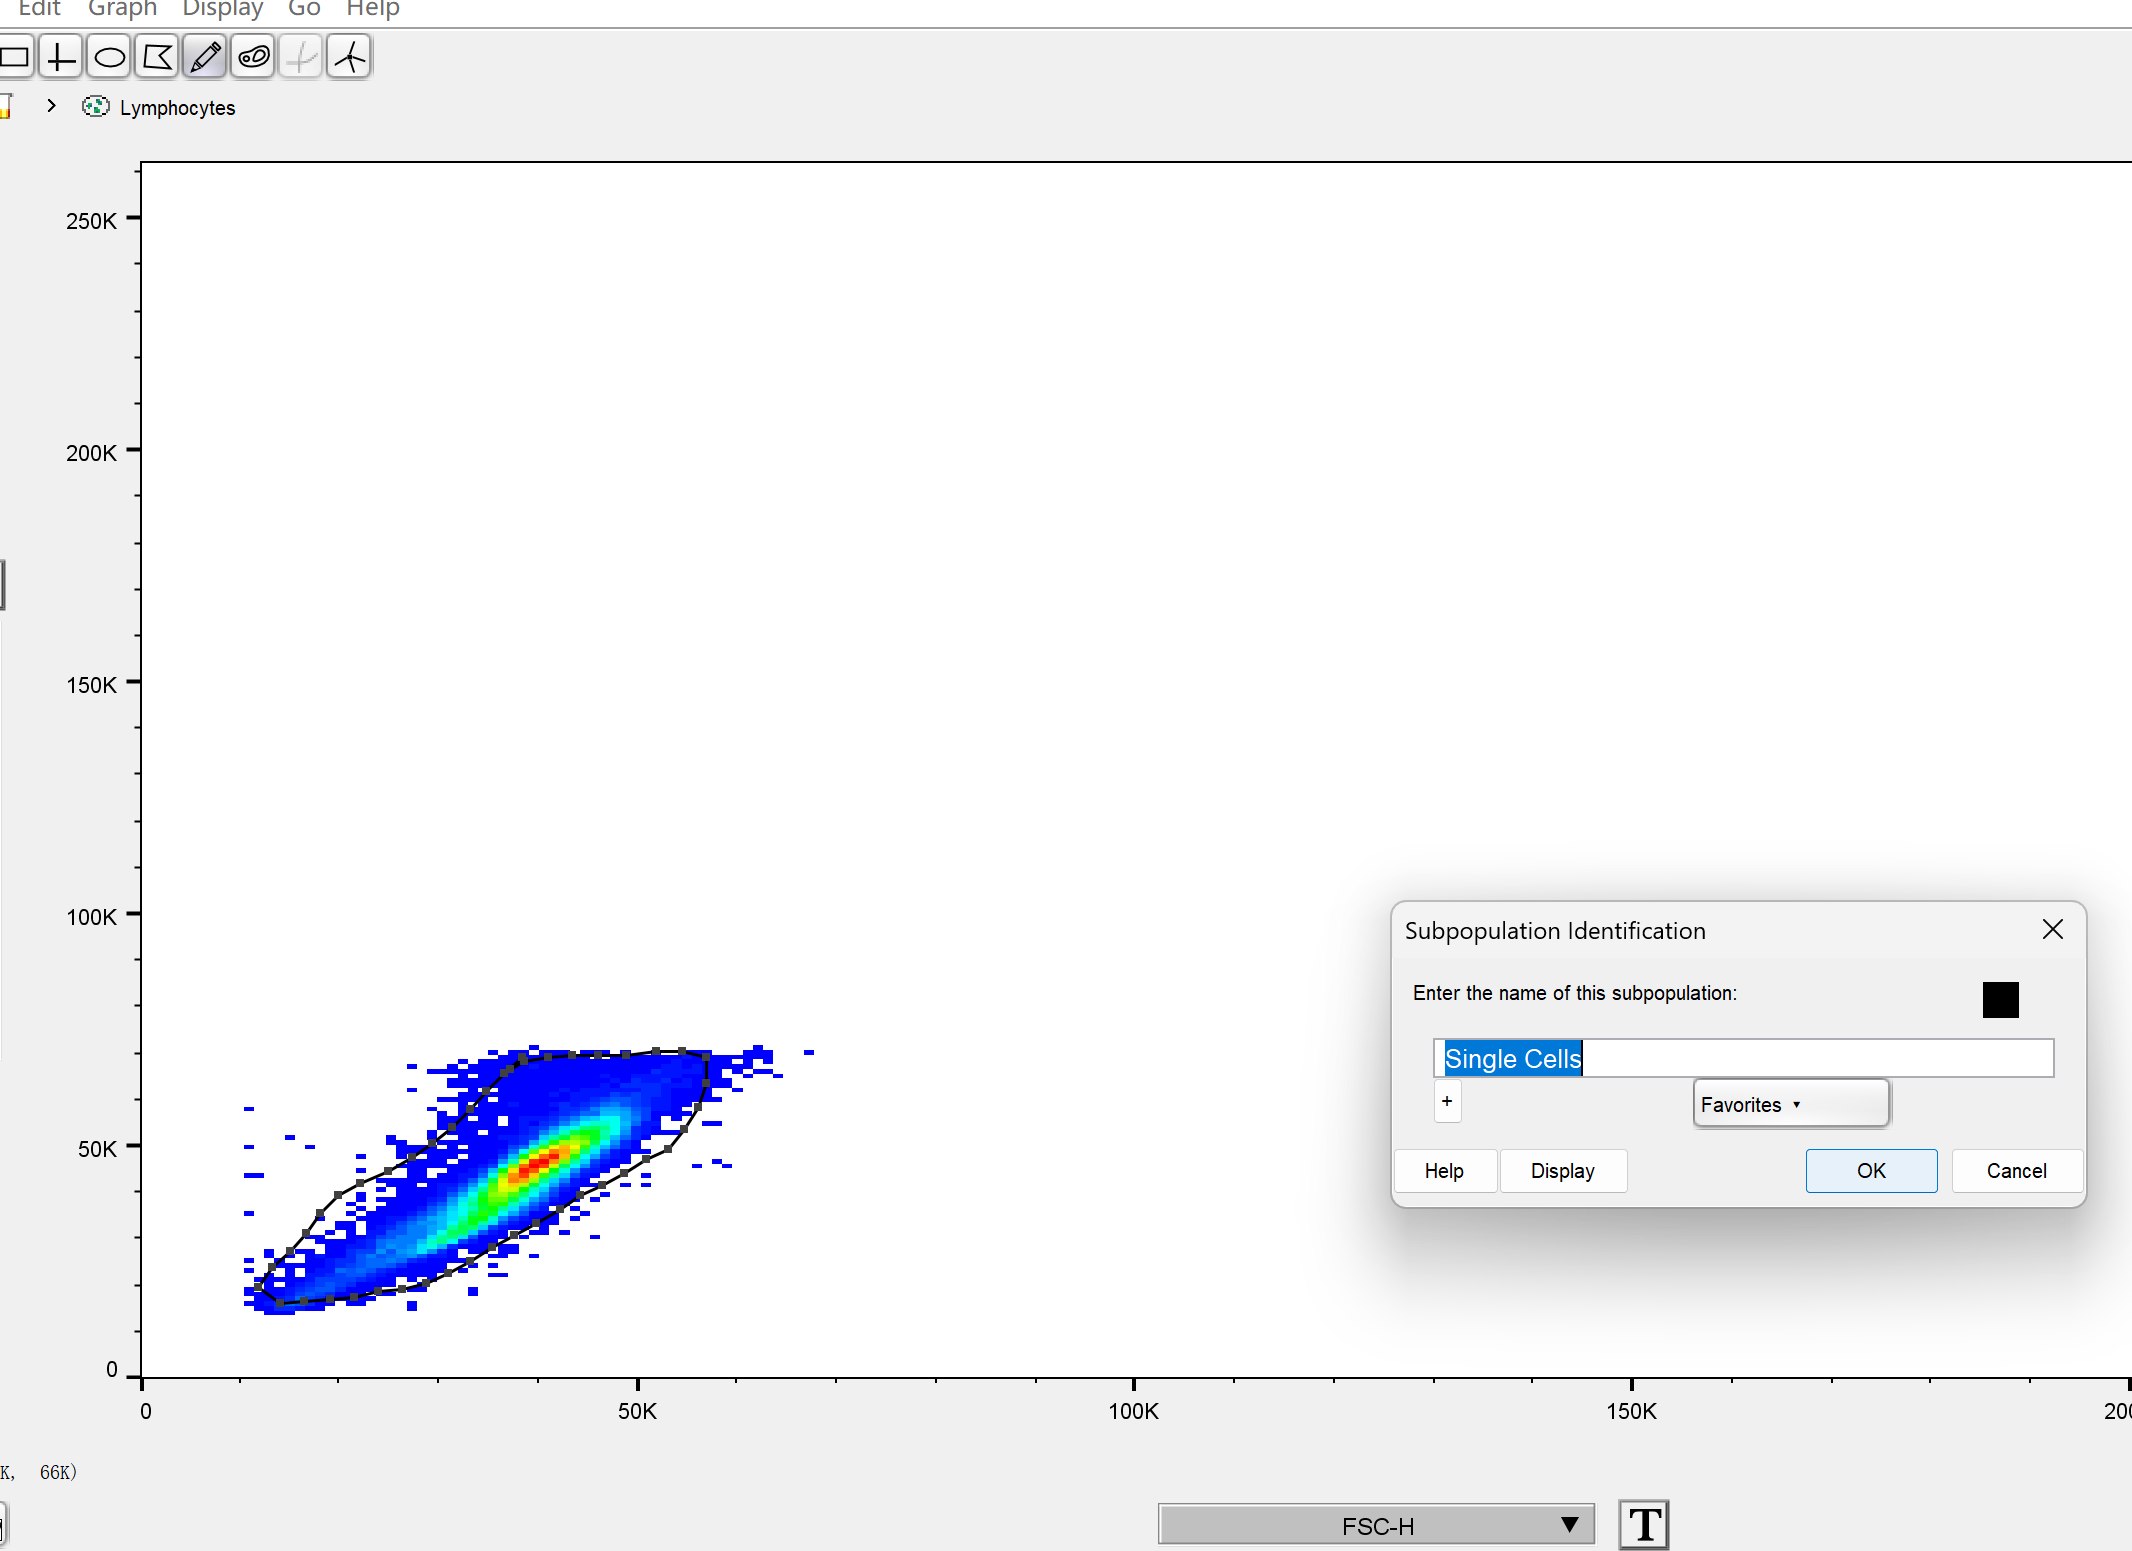 Edit Graph Display Go Help
Lymphocytes
250K
200K
150K
100K
50K
0
0 50K 100K 150K
Subpopulation Identification
Enter the name of this subpopulation:
Single Cells
+
Favorites ▾
Help Display OK Cancel
K, 66K)
FSC-H ▼
T